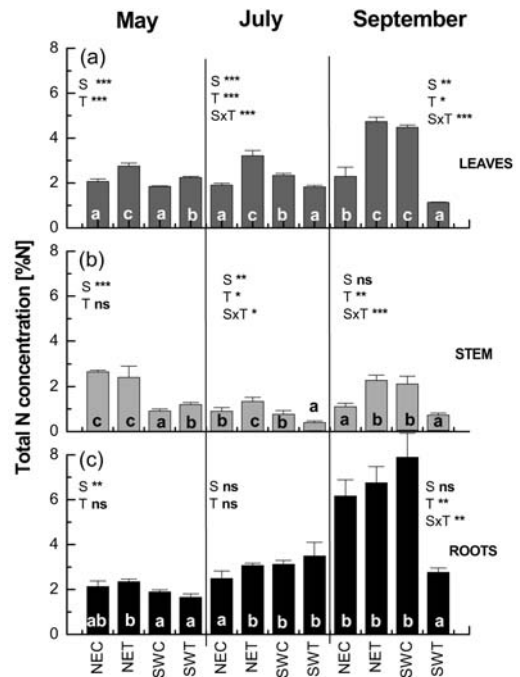 May July September
8 (a) S *** S *** S **
T *** T *** T *
6 SxT *** SxT ***
4 LEAVES
2
0 a c a b a c b a b c c a
8 (b)
S *** S ** S ns
6 T ns T * T **
SxT * SxT ***
4 STEM
2
a
0 c c a b b c b a b b a
Total N concentration [%N]
8 (c)
S ** S ns S ns
6 T ns T ns T **
SxT **
4 ROOTS
2
0 ab b a a a b b b b b b a
NEC NET SWC SWT NEC NET SWC SWT NEC NET SWC SWT